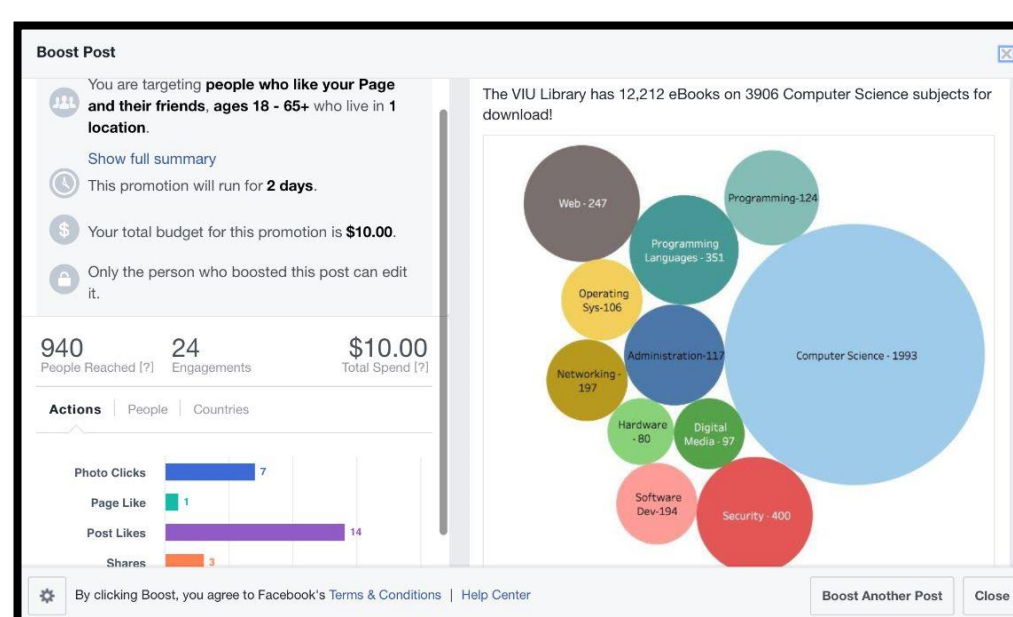 Boost Post
You are targeting people who like your Page
and their friends, ages 18 - 65+ who live in 1
location.
Show full summary
This promotion will run for 2 days.
Your total budget for this promotion is $10.00.
Only the person who boosted this post can edit
it.
940
People Reached [?]
24
Engagements
$10.00
Total Spend [?]
Actions
People
Countries
Photo Clicks
7
Page Like
1
Post Likes
14
Shares
3
The VIU Library has 12,212 eBooks on 3906 Computer Science subjects for
download!
Web - 247
Programming-124
Programming
Languages - 351
Operating
Sys-106
Administration-117
Computer Science - 1993
Networking -
197
Hardware
- 80
Digital
Media - 97
Software
Dev-194
Security - 400
By clicking Boost, you agree to Facebook's Terms & Conditions | Help Center
Boost Another Post
Close